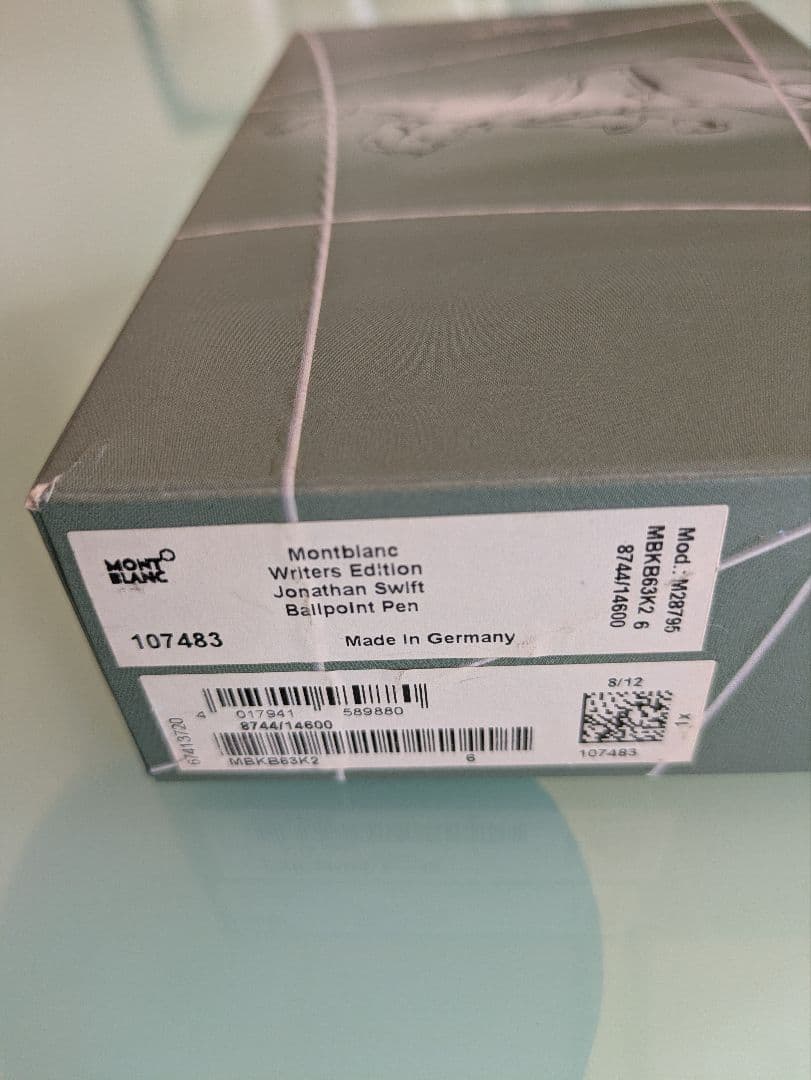 MONT
BLANC
Montblanc
Writers Edition
Jonathan Swift
Ballpoint Pen
107483
Made in Germany
Mod.: M28795
MBKB63K2 6
8744/14600
4 017941 589880
8744/14600
MBKB63K2 6
67413720
8/12
X1
107483